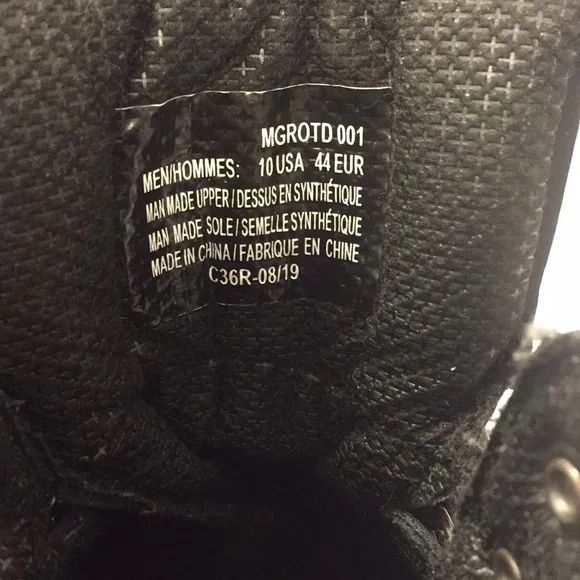 MGROTD 001
MEN/HOMMES: 10 USA 44 EUR
MAN MADE UPPER / DESSUS EN SYNTHÉTIQUE
MAN MADE SOLE / SEMELLE SYNTHÉTIQUE
MADE IN CHINA / FABRIQUE EN CHINE
C36R-08/19